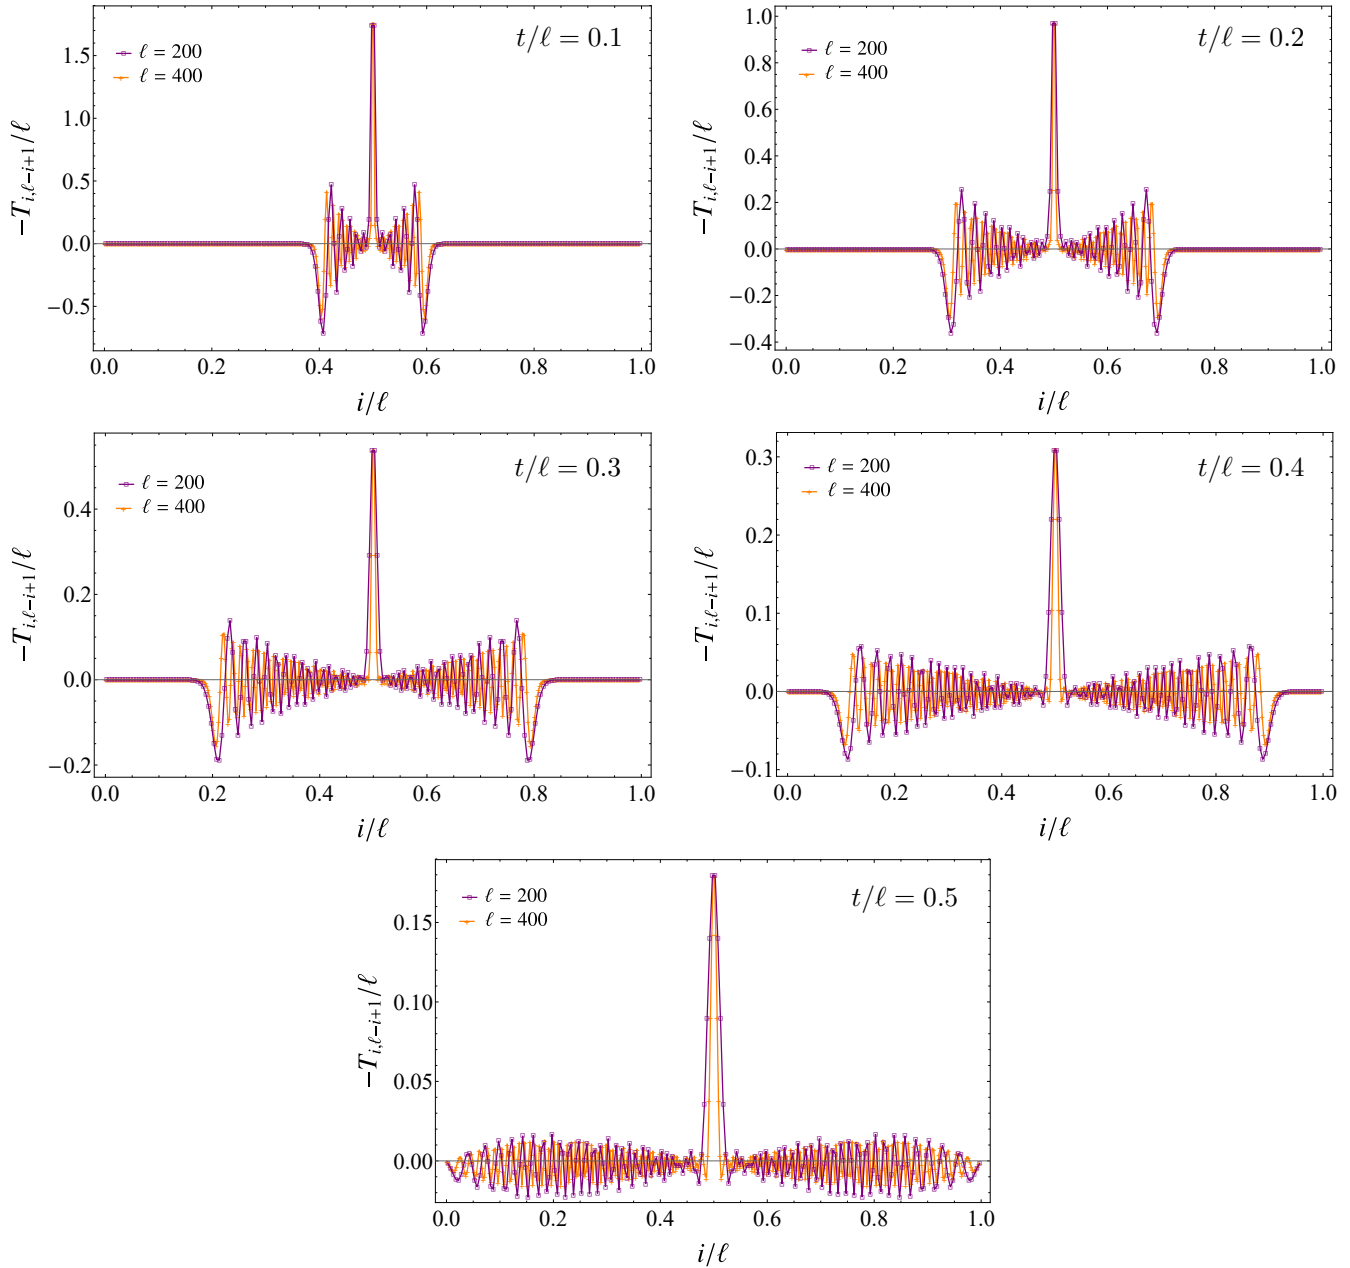 t/ℓ = 0.1
ℓ = 200
ℓ = 400
−T_{i,ℓ−i+1}/ℓ
1.5
1.0
0.5
0.0
−0.5
0.0 0.2 0.4 0.6 0.8 1.0
i/ℓ
t/ℓ = 0.2
ℓ = 200
ℓ = 400
−T_{i,ℓ−i+1}/ℓ
1.0
0.8
0.6
0.4
0.2
0.0
−0.2
−0.4
0.0 0.2 0.4 0.6 0.8 1.0
i/ℓ
t/ℓ = 0.3
ℓ = 200
ℓ = 400
−T_{i,ℓ−i+1}/ℓ
0.4
0.2
0.0
−0.2
0.0 0.2 0.4 0.6 0.8 1.0
i/ℓ
t/ℓ = 0.4
ℓ = 200
ℓ = 400
−T_{i,ℓ−i+1}/ℓ
0.3
0.2
0.1
0.0
−0.1
0.0 0.2 0.4 0.6 0.8 1.0
i/ℓ
t/ℓ = 0.5
ℓ = 200
ℓ = 400
−T_{i,ℓ−i+1}/ℓ
0.15
0.10
0.05
0.00
0.0 0.2 0.4 0.6 0.8 1.0
i/ℓ